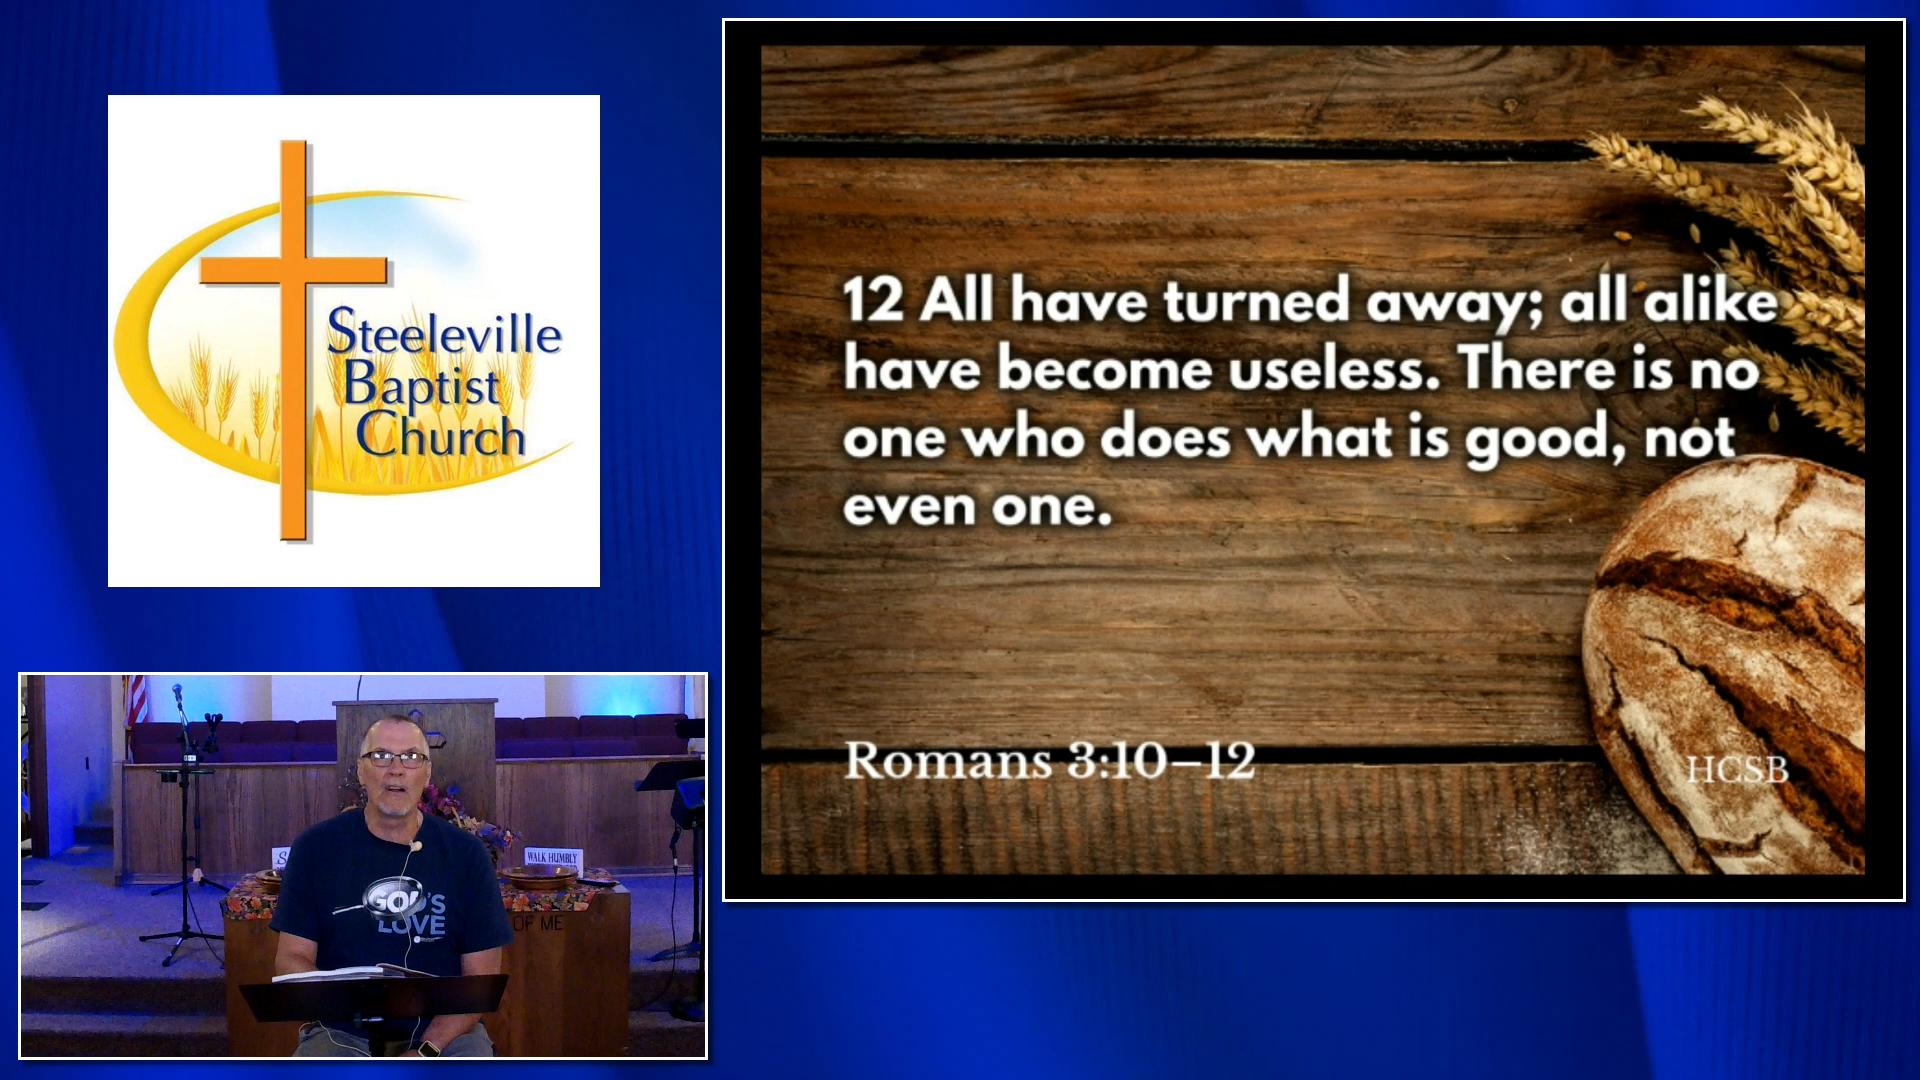 Steeleville
Baptist
Church
12 All have turned away; all alike
have become useless. There is no
one who does what is good, not
even one.
Romans 3:10–12
HCSB
WALK HUMBLY
GOD'S
LOVE
OF ME